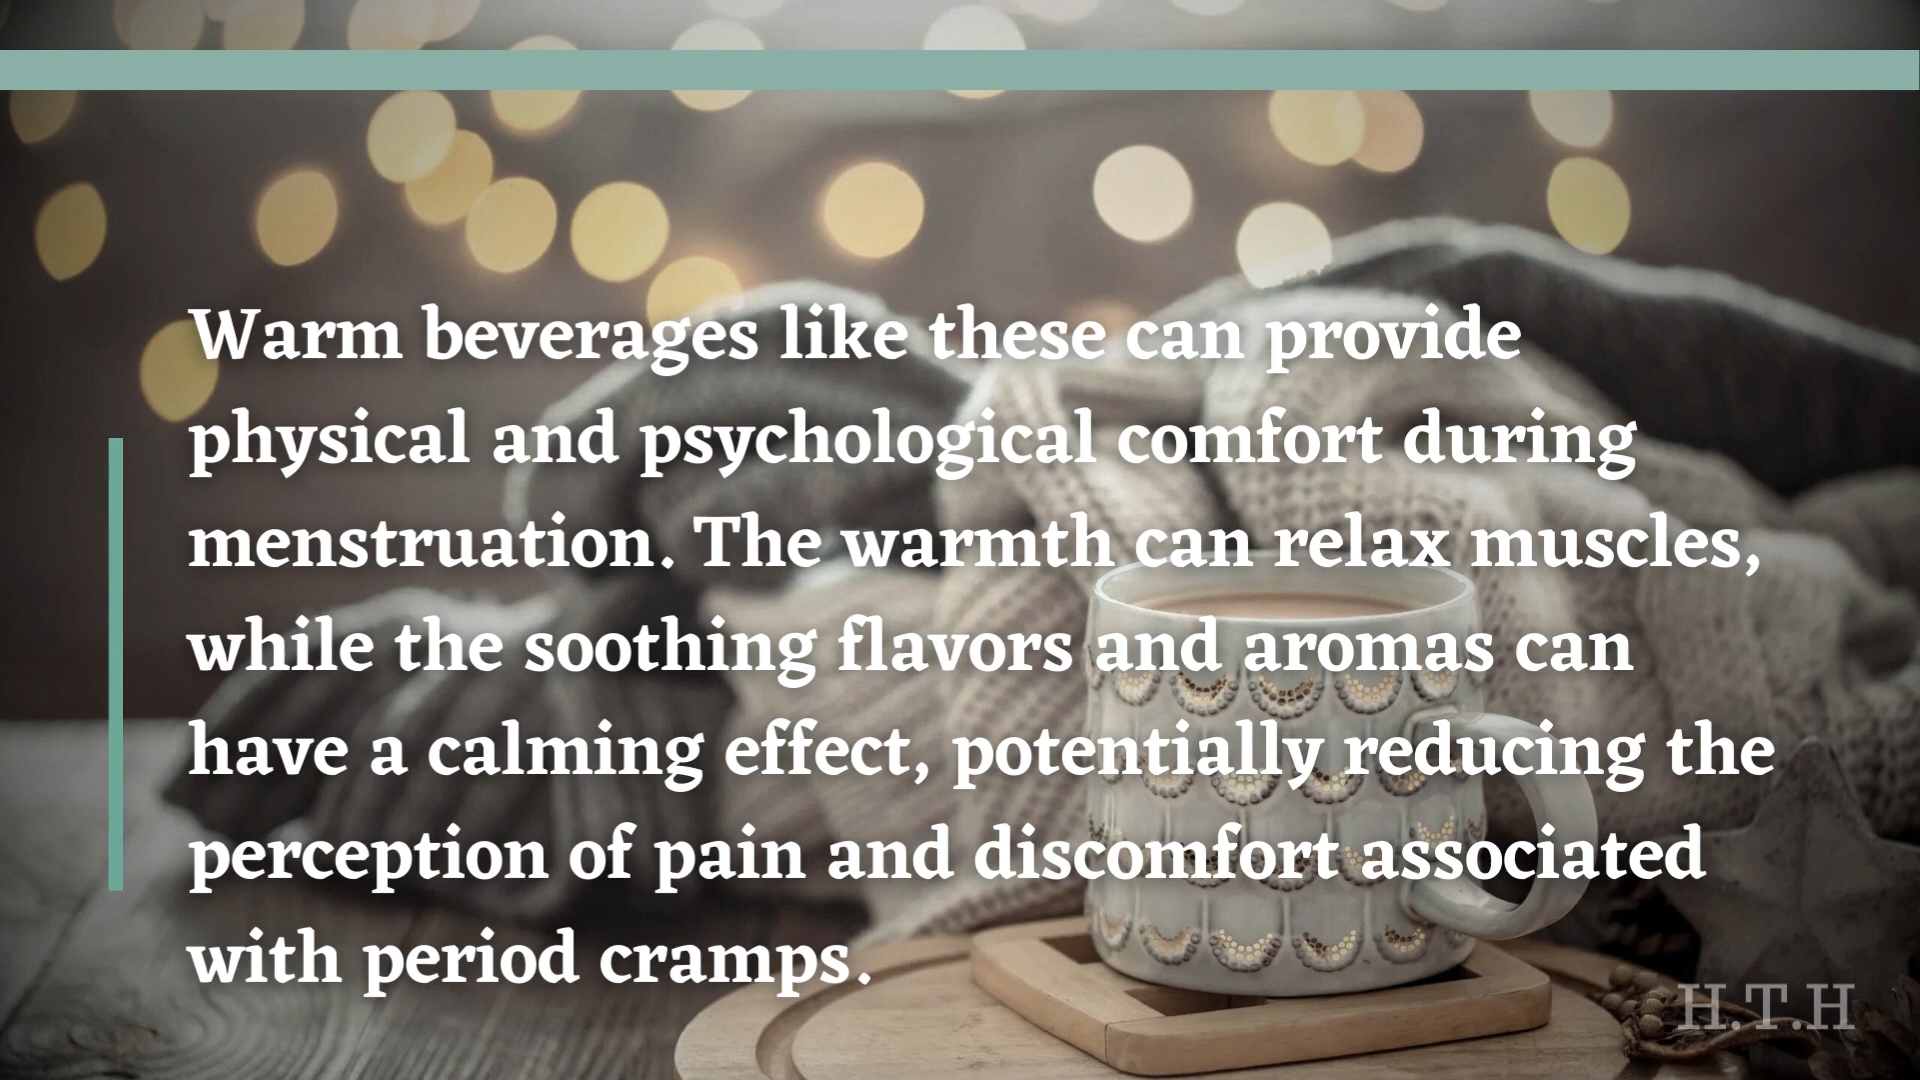 Warm beverages like these can provide
physical and psychological comfort during
menstruation. The warmth can relax muscles,
while the soothing flavors and aromas can
have a calming effect, potentially reducing the
perception of pain and discomfort associated
with period cramps.
H.T.H